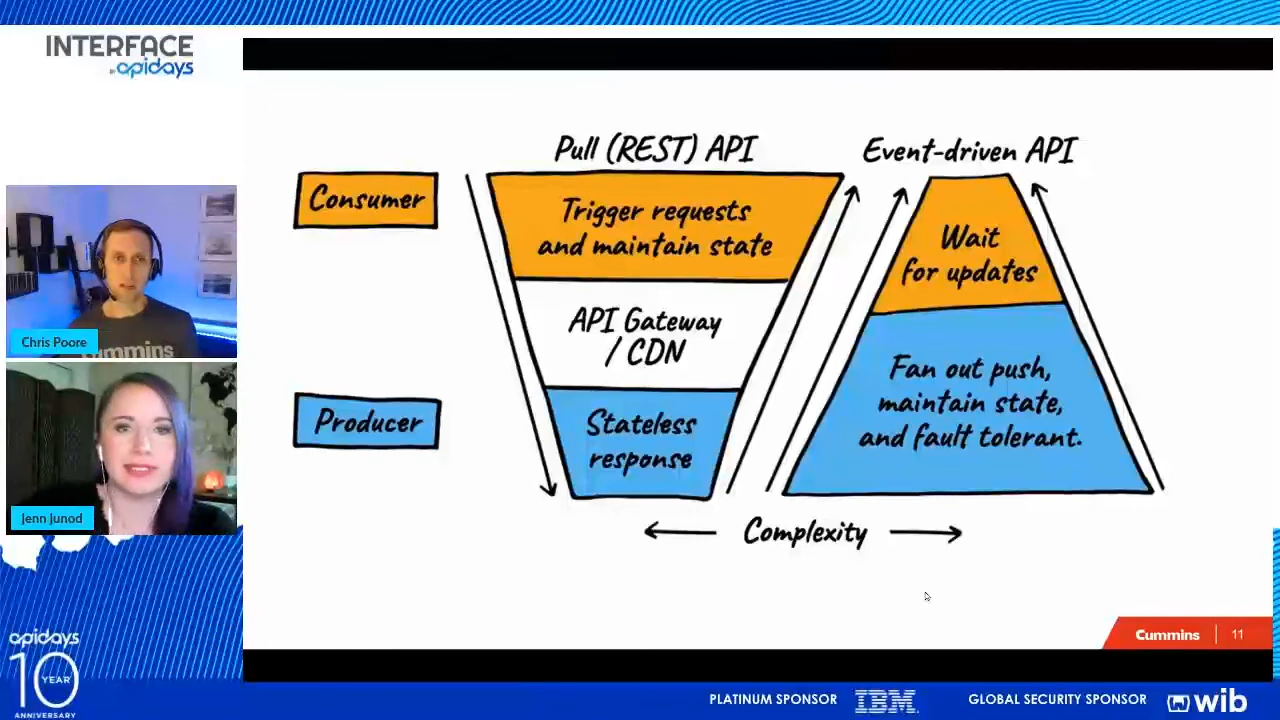 INTERFACE
BY apidays
Chris Poore
cummins
Jenn Junod
apidays
10
YEAR
ANNIVERSARY
Pull (REST) API
Event-driven API
Consumer
Trigger requests
and maintain state
Wait
for updates
API Gateway
/ CDN
Producer
Stateless
response
Fan out push,
maintain state,
and fault tolerant.
Complexity
Cummins
11
PLATINUM SPONSOR
IBM
GLOBAL SECURITY SPONSOR
wib